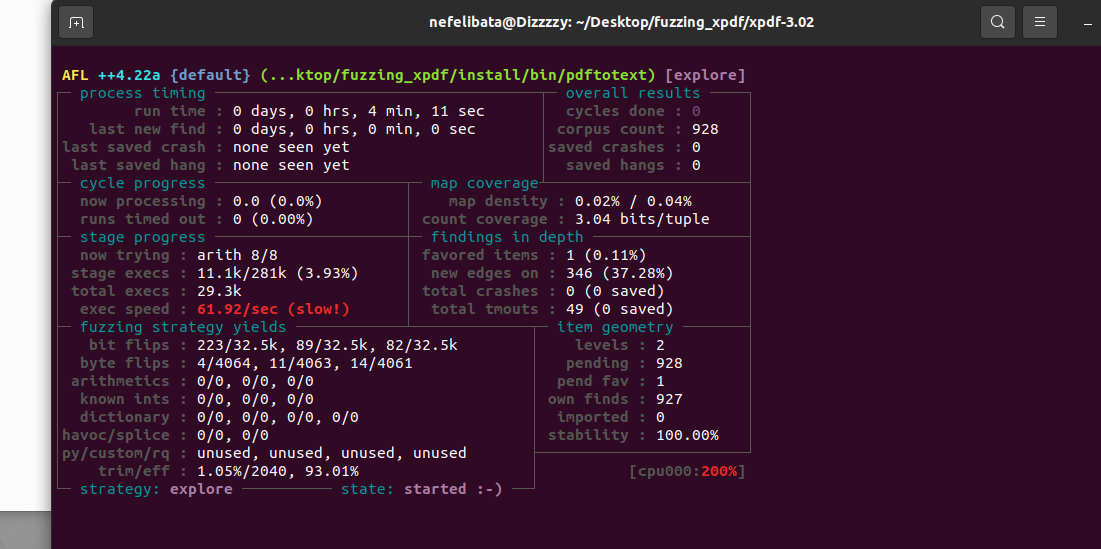 nefelibata@Dizzzzy: ~/Desktop/fuzzing_xpdf/xpdf-3.02
AFL ++4.22a {default} (...ktop/fuzzing_xpdf/install/bin/pdftotext) [explore]
process timing overall results
run time : 0 days, 0 hrs, 4 min, 11 sec cycles done : 0
last new find : 0 days, 0 hrs, 0 min, 0 sec corpus count : 928
last saved crash : none seen yet saved crashes : 0
last saved hang : none seen yet saved hangs : 0
cycle progress map coverage
now processing : 0.0 (0.0%) map density : 0.02% / 0.04%
runs timed out : 0 (0.00%) count coverage : 3.04 bits/tuple
stage progress findings in depth
now trying : arith 8/8 favored items : 1 (0.11%)
stage execs : 11.1k/281k (3.93%) new edges on : 346 (37.28%)
total execs : 29.3k total crashes : 0 (0 saved)
exec speed : 61.92/sec (slow!) total tmouts : 49 (0 saved)
fuzzing strategy yields item geometry
bit flips : 223/32.5k, 89/32.5k, 82/32.5k levels : 2
byte flips : 4/4064, 11/4063, 14/4061 pending : 928
arithmetics : 0/0, 0/0, 0/0 pend fav : 1
known ints : 0/0, 0/0, 0/0 own finds : 927
dictionary : 0/0, 0/0, 0/0, 0/0 imported : 0
havoc/splice : 0/0, 0/0 stability : 100.00%
py/custom/rq : unused, unused, unused, unused
trim/eff : 1.05%/2040, 93.01% [cpu000:200%]
strategy: explore state: started :-)